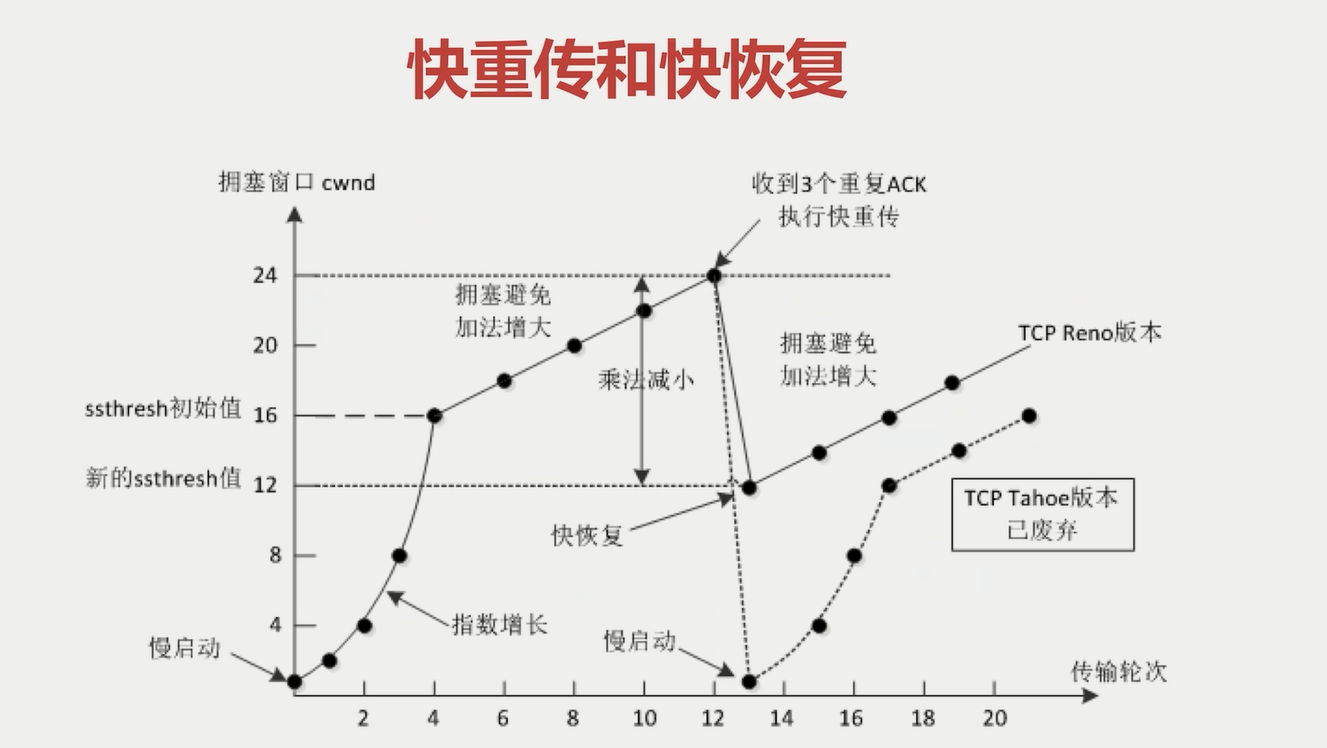 快重传和快恢复
拥塞窗口 cwnd
收到3个重复ACK
执行快重传
24
拥塞避免
加法增大
20
拥塞避免
加法增大
TCP Reno版本
乘法减小
ssthresh初始值 16
新的ssthresh值 12
TCP Tahoe版本
已废弃
快恢复
8
4
指数增长
慢启动
慢启动
传输轮次
2 4 6 8 10 12 14 16 18 20